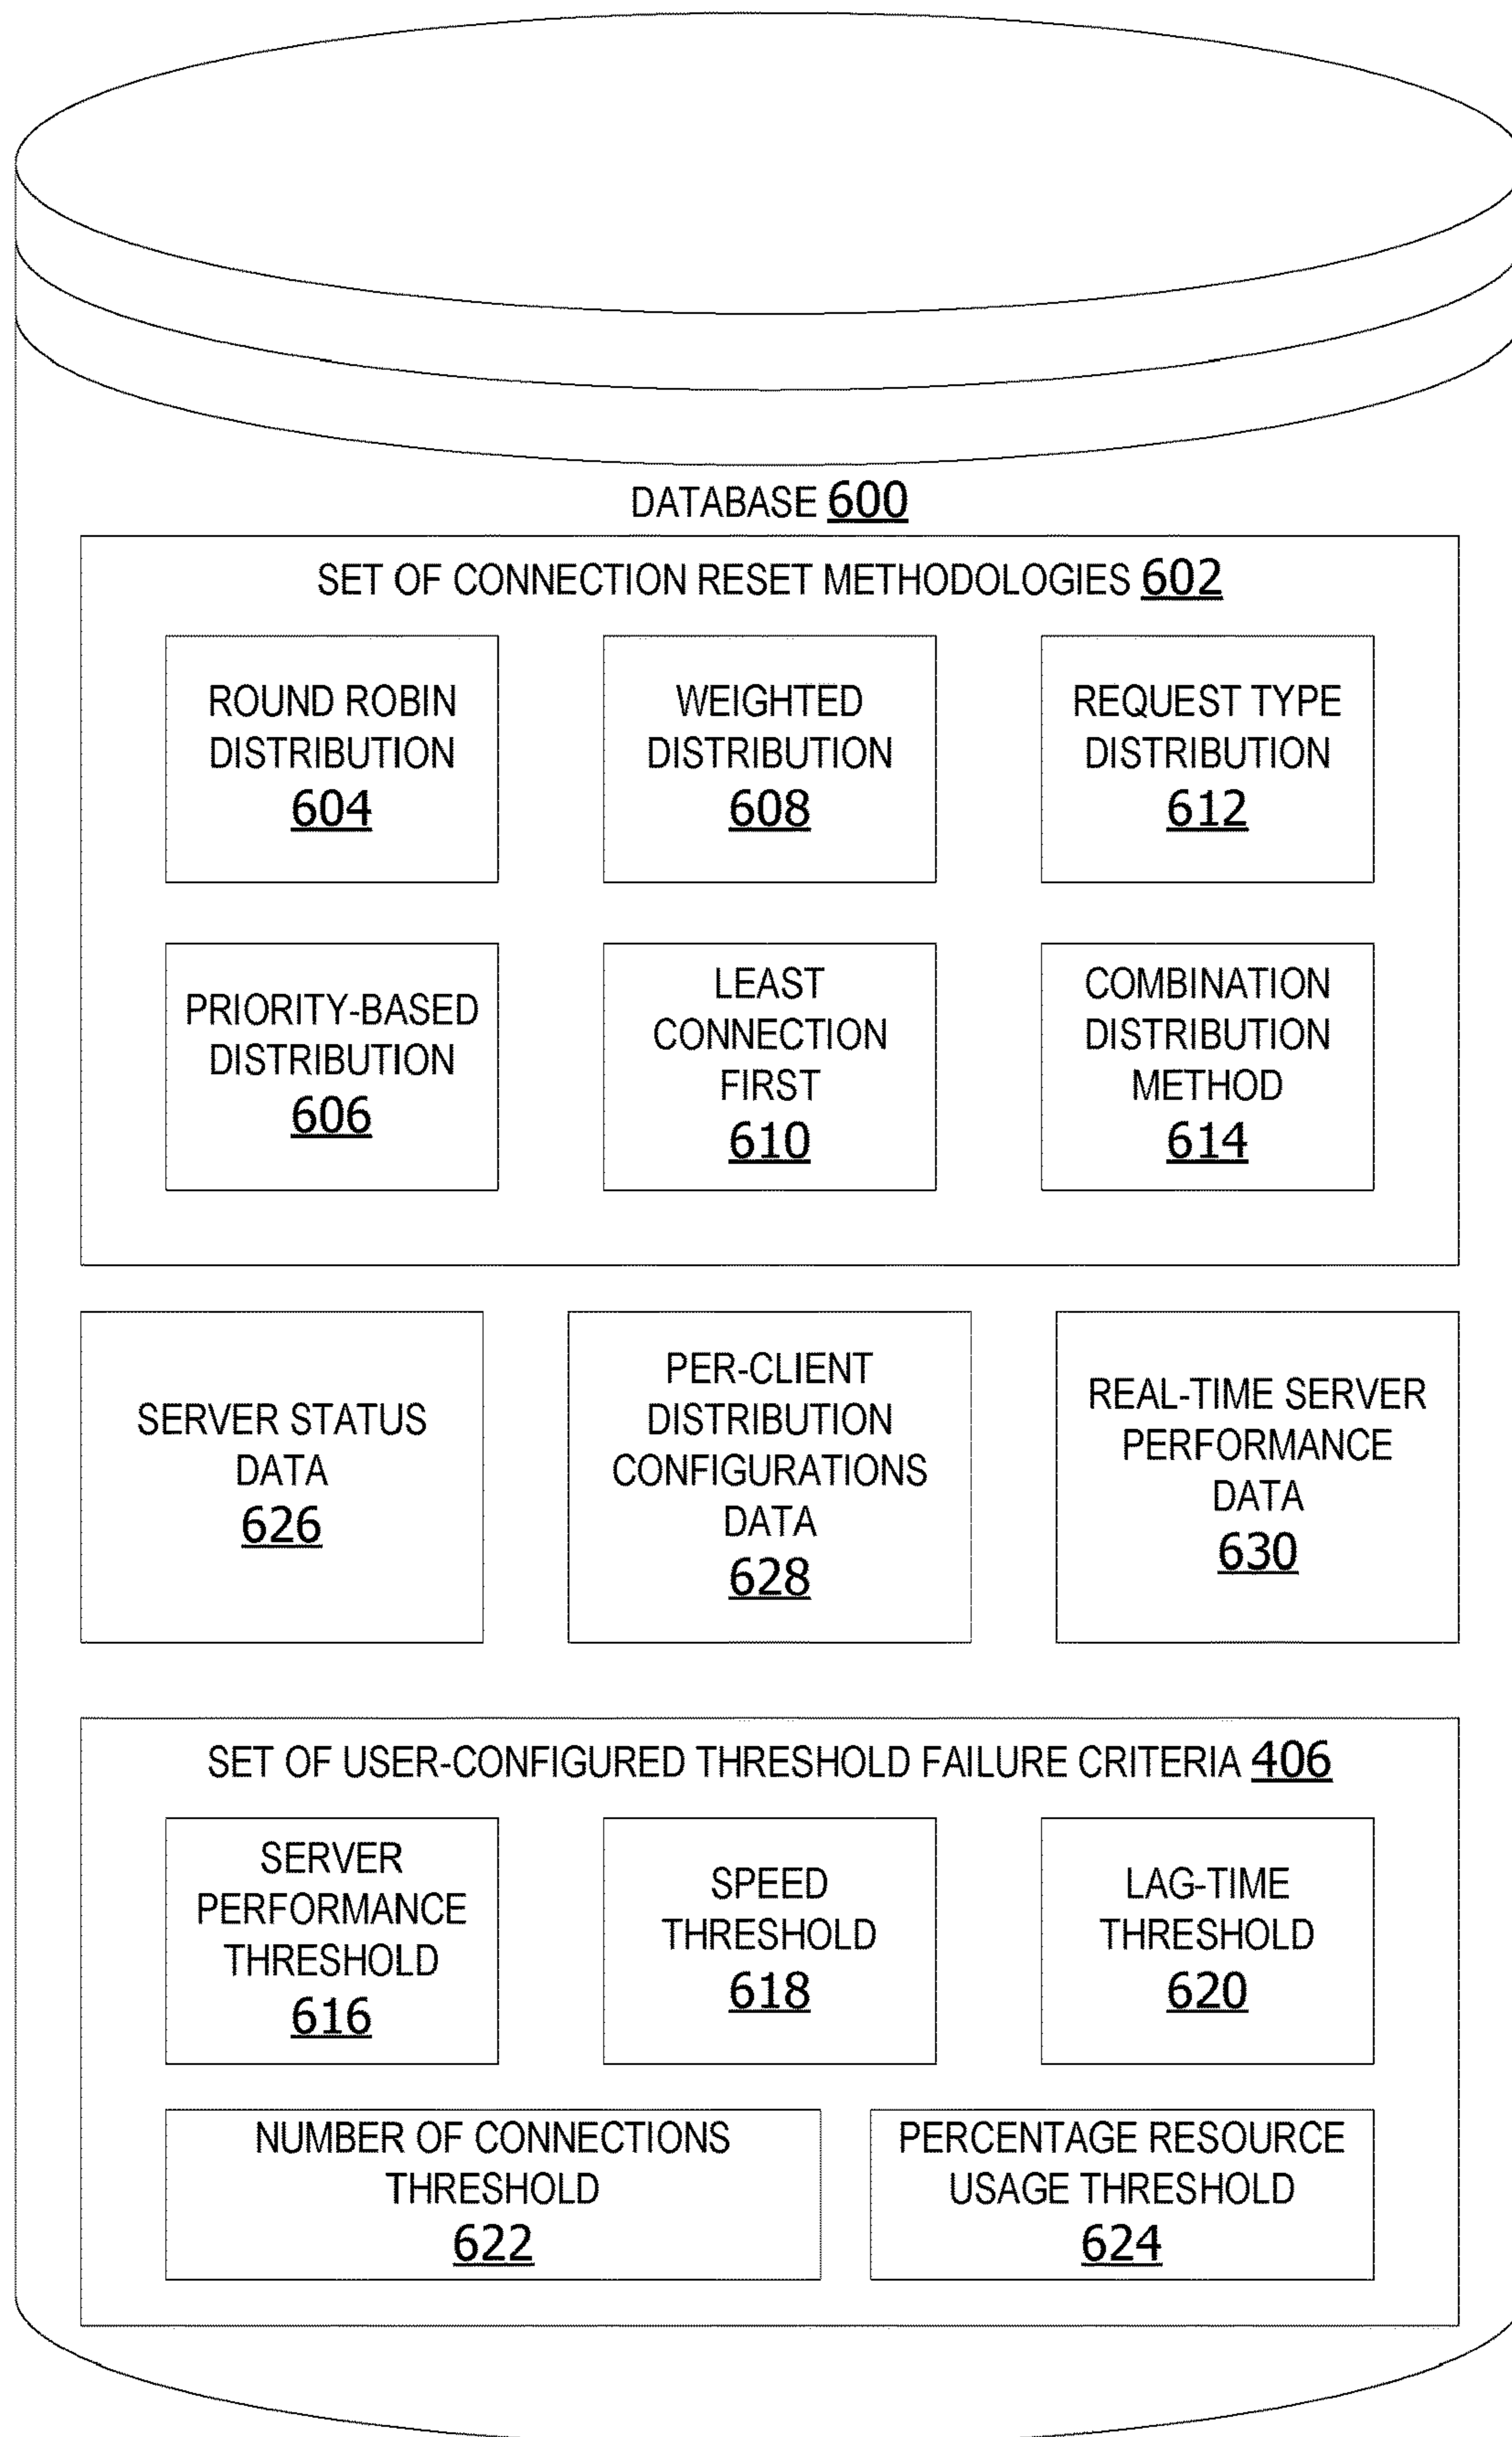 DATABASE 600
SET OF CONNECTION RESET METHODOLOGIES 602
ROUND ROBIN
DISTRIBUTION
604
WEIGHTED
DISTRIBUTION
608
REQUEST TYPE
DISTRIBUTION
612
PRIORITY-BASED
DISTRIBUTION
606
LEAST
CONNECTION
FIRST
610
COMBINATION
DISTRIBUTION
METHOD
614
SERVER STATUS
DATA
626
PER-CLIENT
DISTRIBUTION
CONFIGURATIONS
DATA
628
REAL-TIME SERVER
PERFORMANCE
DATA
630
SET OF USER-CONFIGURED THRESHOLD FAILURE CRITERIA 406
SERVER
PERFORMANCE
THRESHOLD
616
SPEED
THRESHOLD
618
LAG-TIME
THRESHOLD
620
NUMBER OF CONNECTIONS
THRESHOLD
622
PERCENTAGE RESOURCE
USAGE THRESHOLD
624